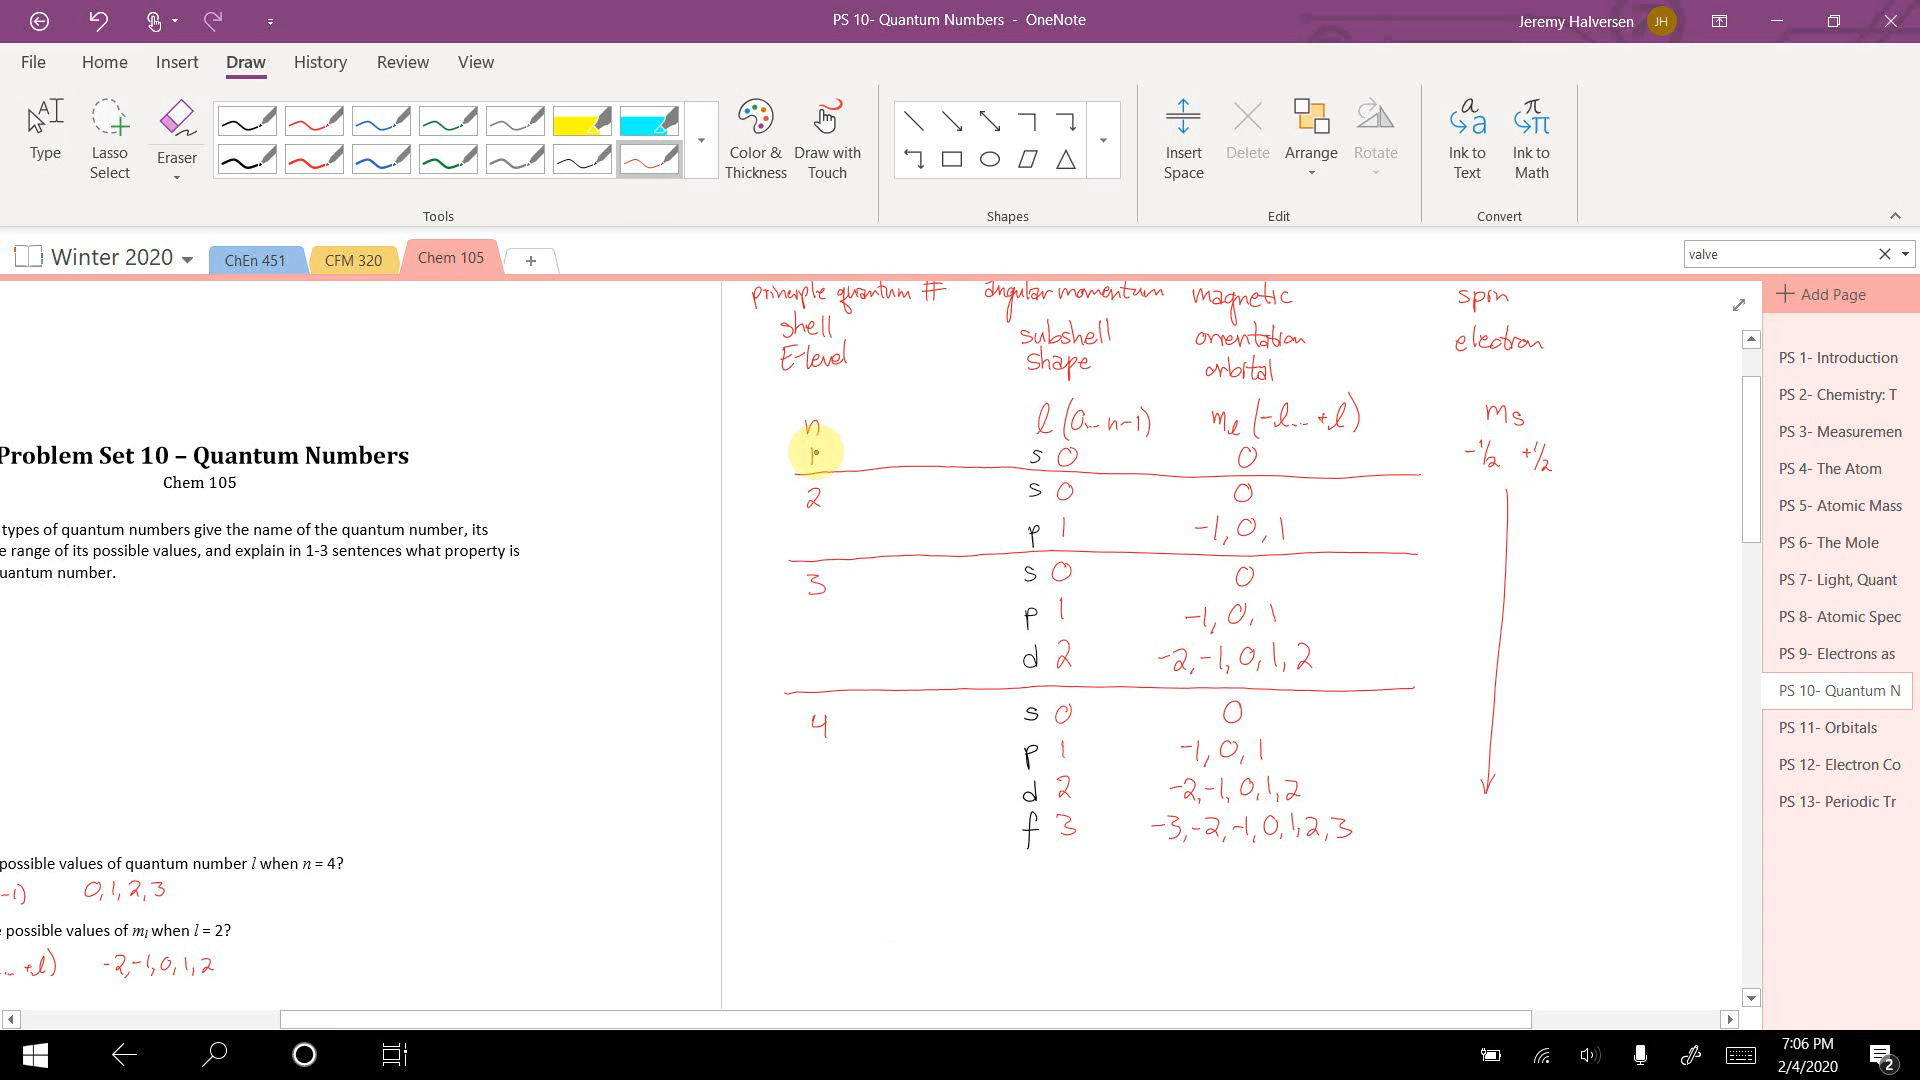 PS 10- Quantum Numbers - OneNote
Jeremy Halversen JH
File Home Insert Draw History Review View
Type
Lasso Select
Eraser
Color & Thickness
Draw with Touch
Insert Space
Delete
Arrange
Rotate
Ink to Text
Ink to Math
Tools Shapes Edit Convert
Winter 2020 ChEn 451 CFM 320 Chem 105 +
valve
Add Page
PS 1- Introduction
PS 2- Chemistry: T
PS 3- Measuremen
PS 4- The Atom
PS 5- Atomic Mass
PS 6- The Mole
PS 7- Light, Quant
PS 8- Atomic Spec
PS 9- Electrons as
PS 10- Quantum N
PS 11- Orbitals
PS 12- Electron Co
PS 13- Periodic Tr
Problem Set 10 – Quantum Numbers
Chem 105
types of quantum numbers give the name of the quantum number, its
e range of its possible values, and explain in 1-3 sentences what property is
uantum number.
possible values of quantum number l when n = 4?
-1) 0, 1, 2, 3
e possible values of ml when l = 2?
... +l) -2, -1, 0, 1, 2
principle quantum # angular momentum magnetic spin
shell subshell orientation electron
E-level shape orbital
n l (0... n-1) ml (-l... +l) ms
1 s 0 0 -1/2 +1/2
2 s 0 0
p 1 -1, 0, 1
3 s 0 0
p 1 -1, 0, 1
d 2 -2, -1, 0, 1, 2
4 s 0 0
p 1 -1, 0, 1
d 2 -2, -1, 0, 1, 2
f 3 -3, -2, -1, 0, 1, 2, 3
7:06 PM
2/4/2020
2